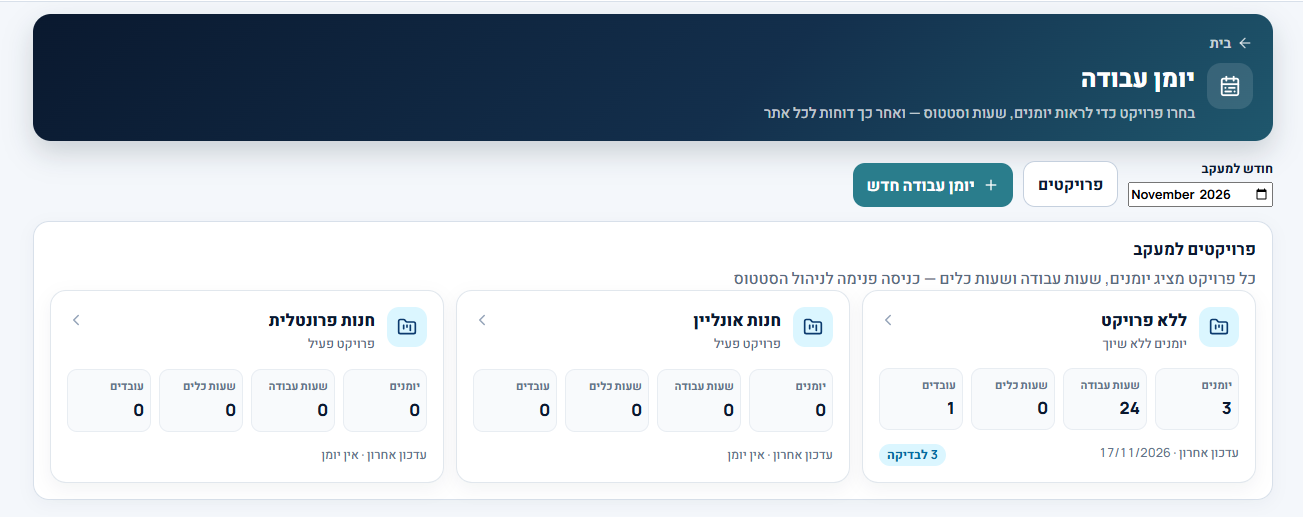 בית
יומן עבודה
בחרו פרויקט כדי לראות יומנים, שעות וסטטוס — ואחר כך דוחות לכל אתר
חודש למעקב
November 2026
פרויקטים
+ יומן עבודה חדש
פרויקטים למעקב
כל פרויקט מציג יומנים, שעות עבודה ושעות כלים — כניסה פנימה לניהול הסטטוס
ללא פרויקט
יומנים ללא שיוך
יומנים
3
שעות עבודה
24
שעות כלים
0
עובדים
1
עדכון אחרון · 17/11/2026
3 לבדיקה
חנות אונליין
פרויקט פעיל
יומנים
0
שעות עבודה
0
שעות כלים
0
עובדים
0
עדכון אחרון · אין יומן
חנות פרונטלית
פרויקט פעיל
יומנים
0
שעות עבודה
0
שעות כלים
0
עובדים
0
עדכון אחרון · אין יומן